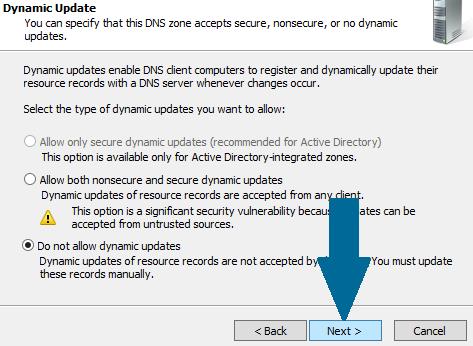 Dynamic Update
You can specify that this DNS zone accepts secure, nonsecure, or no dynamic
updates.
Dynamic updates enable DNS client computers to register and dynamically update their
resource records with a DNS server whenever changes occur.
Select the type of dynamic updates you want to allow:
Allow only secure dynamic updates (recommended for Active Directory)
This option is available only for Active Directory-integrated zones.
Allow both nonsecure and secure dynamic updates
Dynamic updates of resource records are accepted from any client.
This option is a significant security vulnerability because can be
accepted from untrusted sources.
Do not allow dynamic updates
Dynamic updates of resource records are not accepted by You must update
these records manually.
< Back
Next >
Cancel